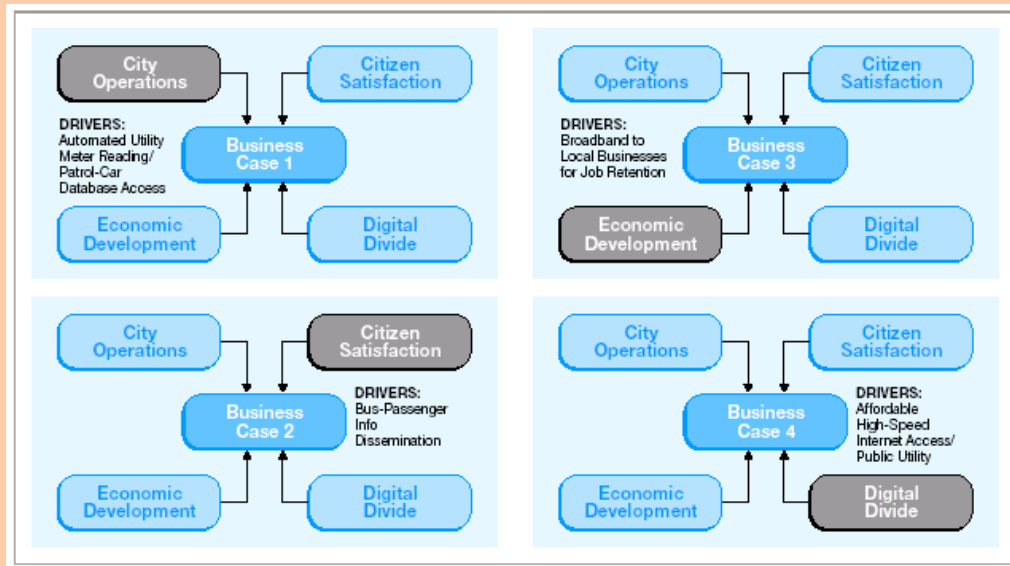 City
Operations
Citizen
Satisfaction
DRIVERS:
Automated Utility
Meter Reading/
Patrol-Car
Database Access
Business
Case 1
Economic
Development
Digital
Divide
City
Operations
Citizen
Satisfaction
DRIVERS:
Broadband to
Local Businesses
for Job Retention
Business
Case 3
Economic
Development
Digital
Divide
City
Operations
Citizen
Satisfaction
Business
Case 2
DRIVERS:
Bus-Passenger
Info
Dissemination
Economic
Development
Digital
Divide
City
Operations
Citizen
Satisfaction
Business
Case 4
DRIVERS:
Affordable
High-Speed
Internet Access/
Public Utility
Economic
Development
Digital
Divide